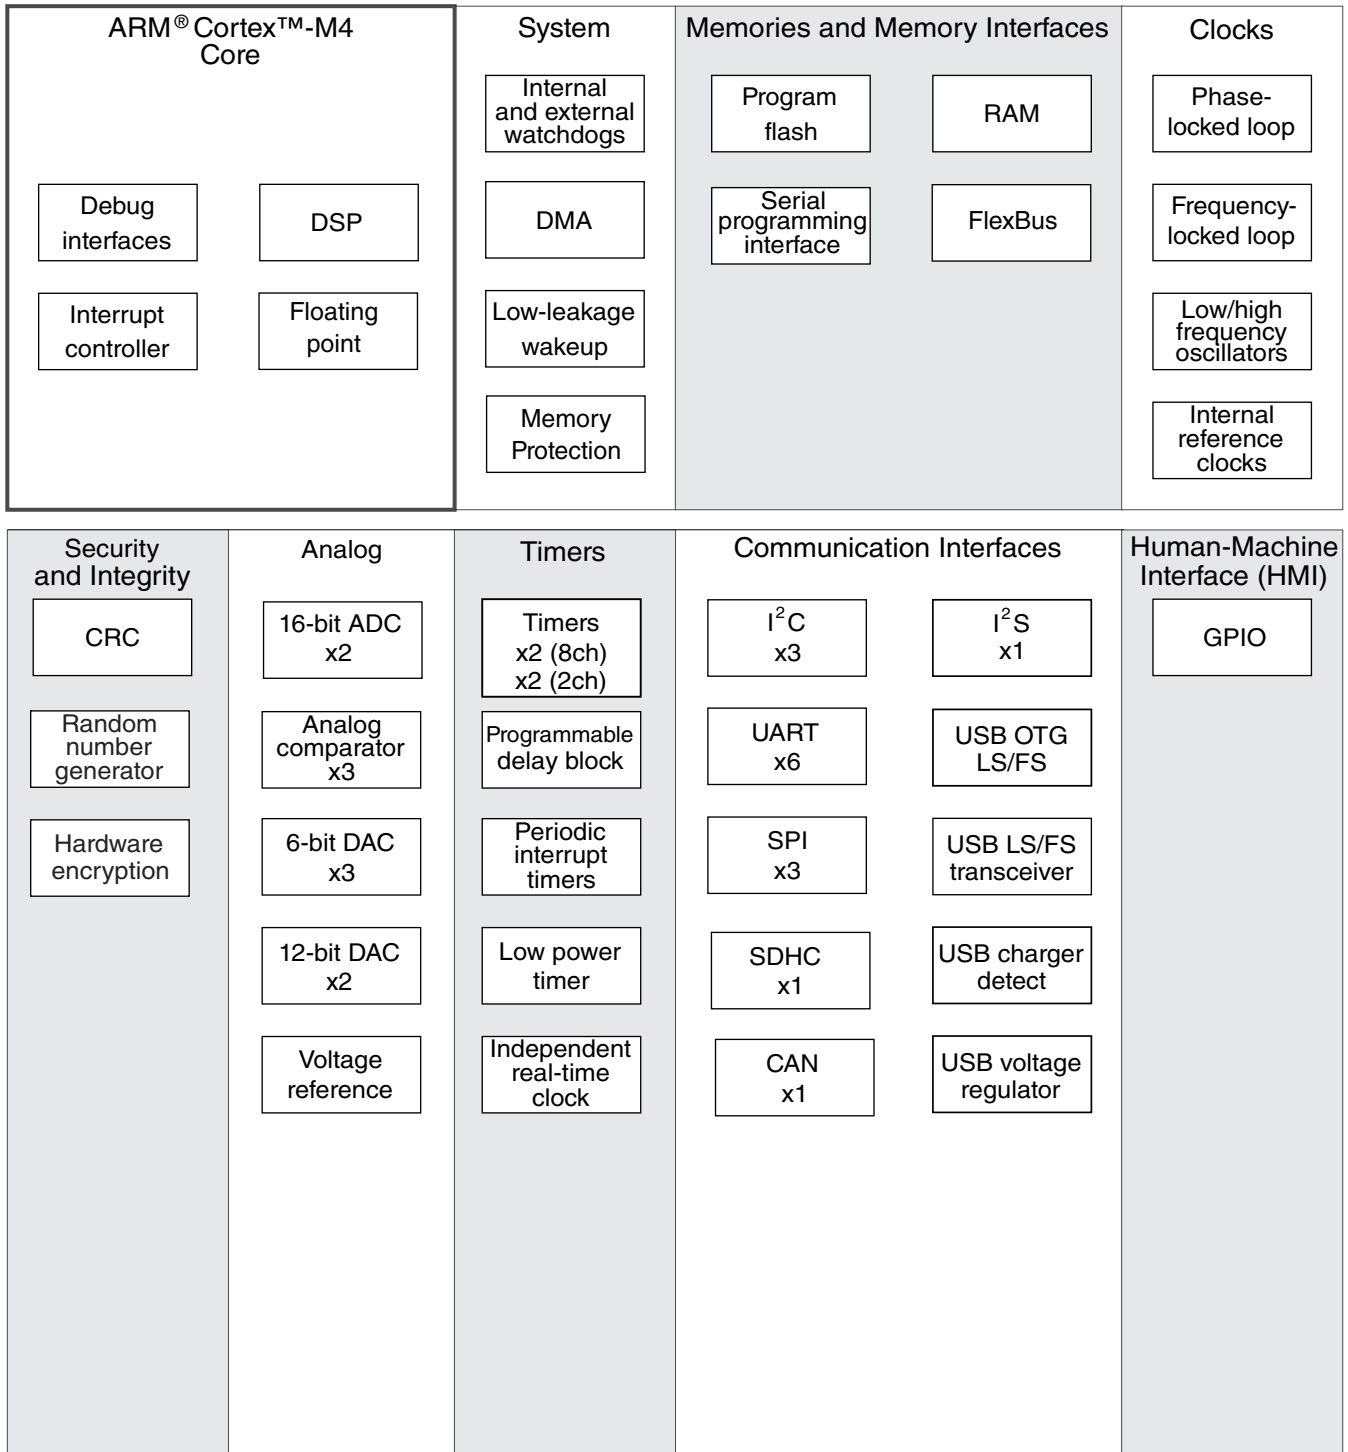 ARM® Cortex™-M4
Core
Debug
interfaces
DSP
Interrupt
controller
Floating
point
System
Internal
and external
watchdogs
DMA
Low-leakage
wakeup
Memory
Protection
Memories and Memory Interfaces
Program
flash
RAM
Serial
programming
interface
FlexBus
Clocks
Phase-
locked loop
Frequency-
locked loop
Low/high
frequency
oscillators
Internal
reference
clocks
Security
and Integrity
CRC
Random
number
generator
Hardware
encryption
Analog
16-bit ADC
x2
Analog
comparator
x3
6-bit DAC
x3
12-bit DAC
x2
Voltage
reference
Timers
Timers
x2 (8ch)
x2 (2ch)
Programmable
delay block
Periodic
interrupt
timers
Low power
timer
Independent
real-time
clock
Communication Interfaces
I²C
x3
I²S
x1
UART
x6
USB OTG
LS/FS
SPI
x3
USB LS/FS
transceiver
SDHC
x1
USB charger
detect
CAN
x1
USB voltage
regulator
Human-Machine
Interface (HMI)
GPIO